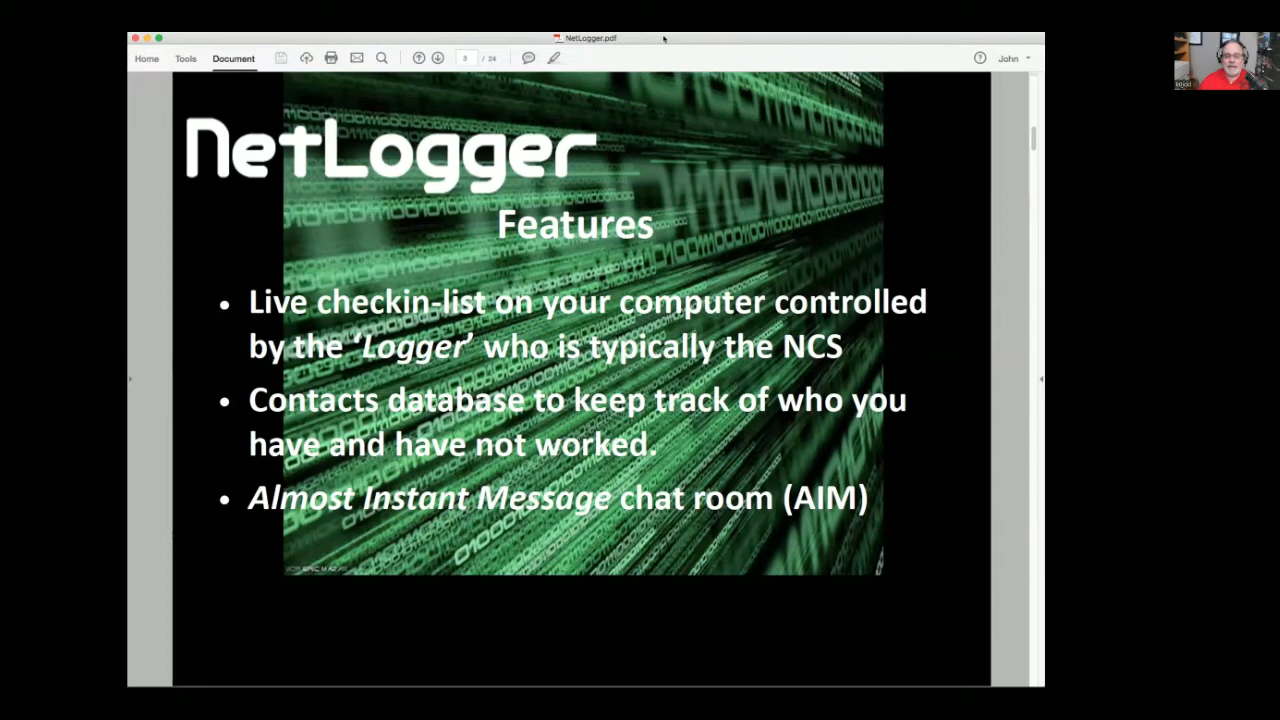 NetLogger.pdf
Home Tools Document 3 / 24 John
NetLogger
Features
• Live checkin-list on your computer controlled
by the ‘Logger’ who is typically the NCS
• Contacts database to keep track of who you
have and have not worked.
• Almost Instant Message chat room (AIM)